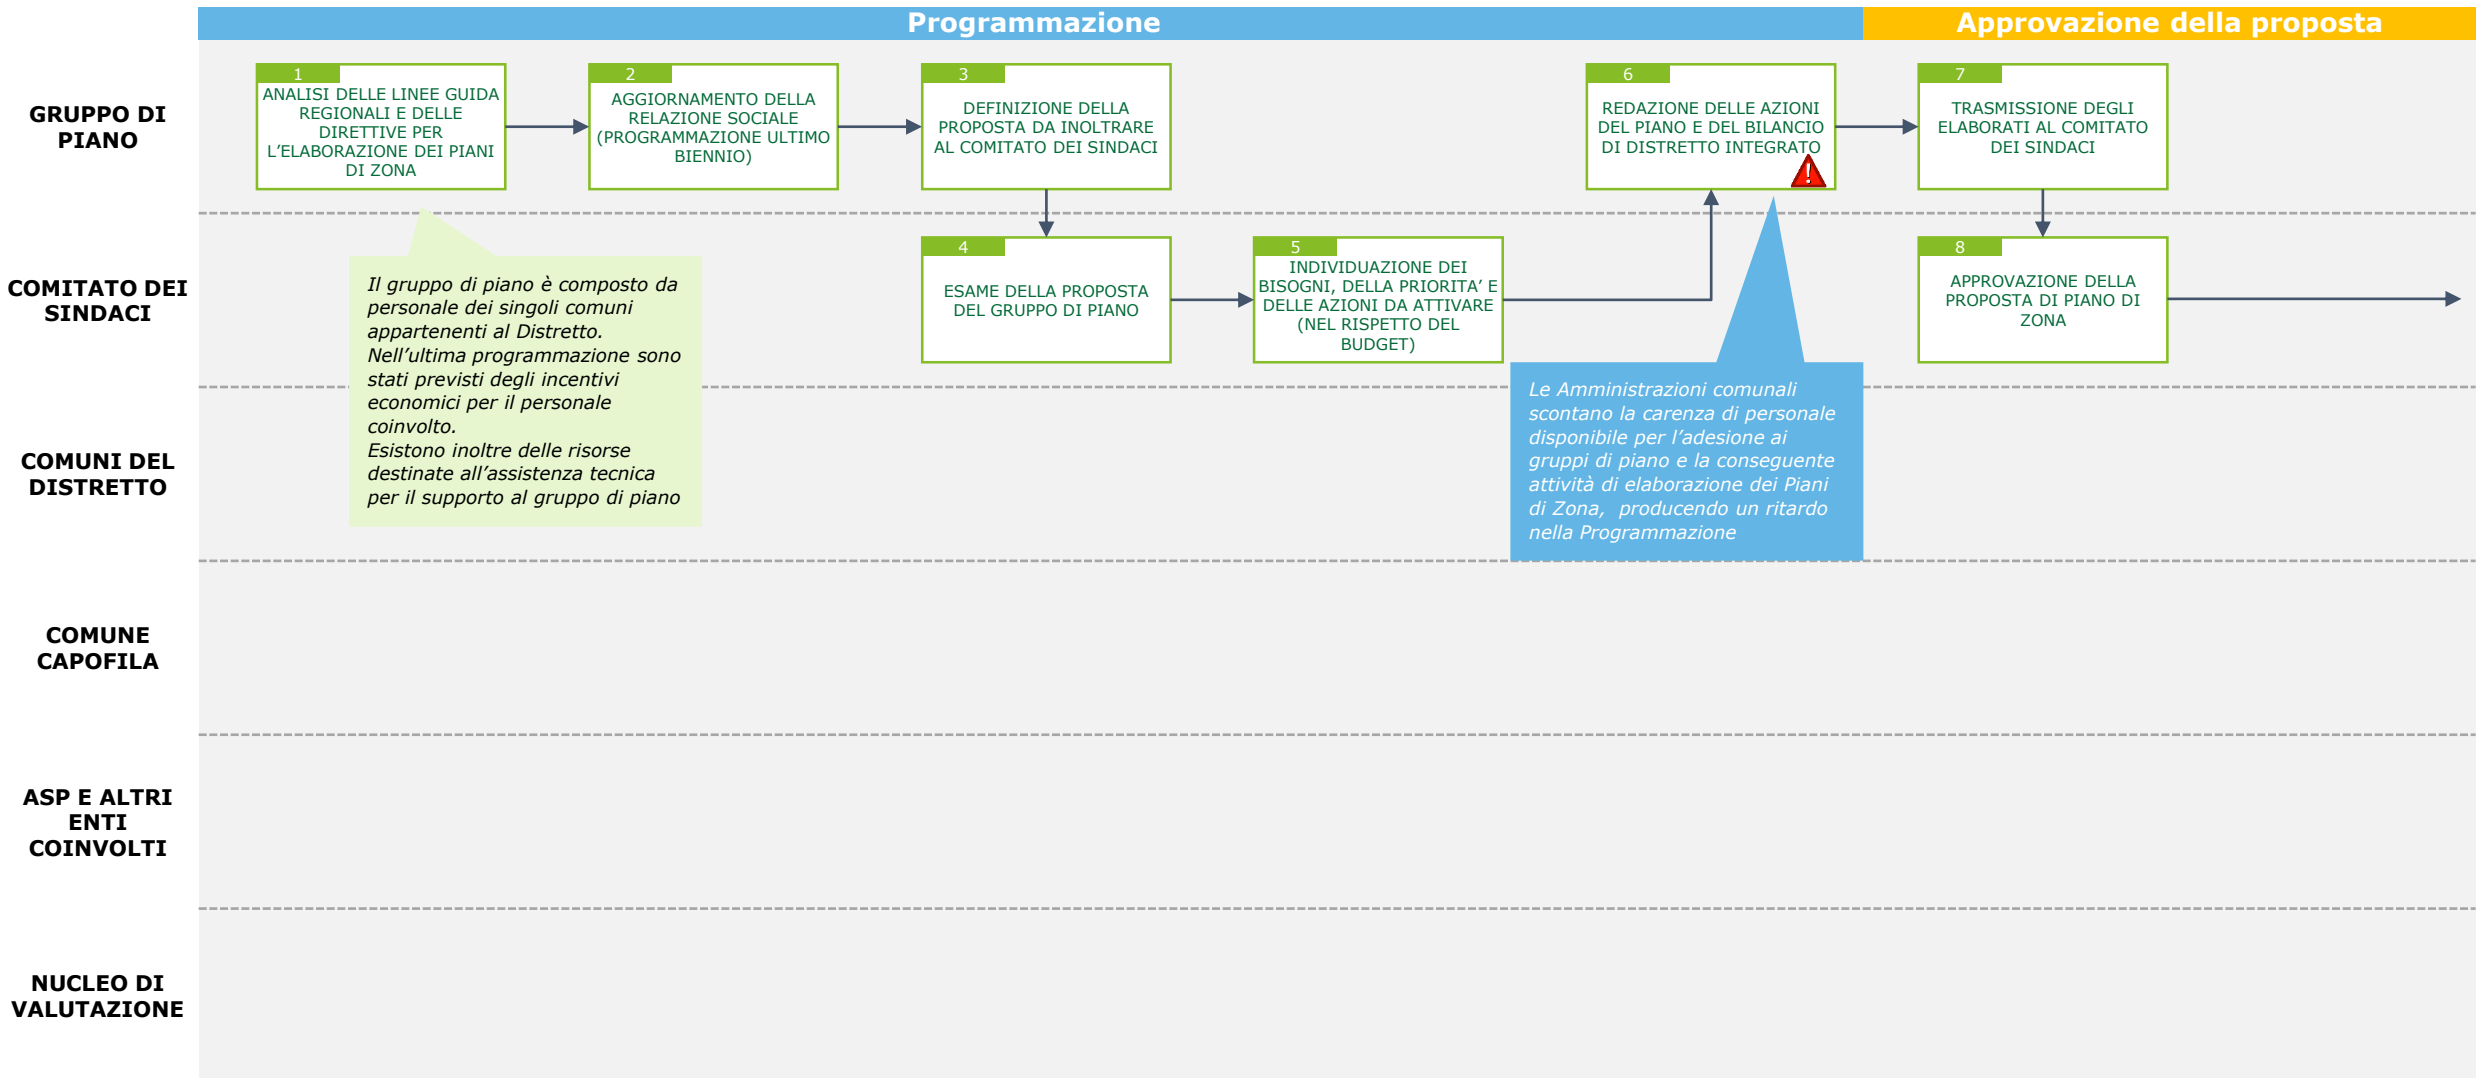 Programmazione
Approvazione della proposta
GRUPPO DI
PIANO
1
ANALISI DELLE LINEE GUIDA
REGIONALI E DELLE
DIRETTIVE PER
L’ELABORAZIONE DEI PIANI
DI ZONA
2
AGGIORNAMENTO DELLA
RELAZIONE SOCIALE
(PROGRAMMAZIONE ULTIMO
BIENNIO)
3
DEFINIZIONE DELLA
PROPOSTA DA INOLTRARE
AL COMITATO DEI SINDACI
6
REDAZIONE DELLE AZIONI
DEL PIANO E DEL BILANCIO
DI DISTRETTO INTEGRATO
!
7
TRASMISSIONE DEGLI
ELABORATI AL COMITATO
DEI SINDACI
COMITATO DEI
SINDACI
4
ESAME DELLA PROPOSTA
DEL GRUPPO DI PIANO
5
INDIVIDUAZIONE DEI
BISOGNI, DELLA PRIORITA’ E
DELLE AZIONI DA ATTIVARE
(NEL RISPETTO DEL
BUDGET)
8
APPROVAZIONE DELLA
PROPOSTA DI PIANO DI
ZONA
Il gruppo di piano è composto da
personale dei singoli comuni
appartenenti al Distretto.
Nell’ultima programmazione sono
stati previsti degli incentivi
economici per il personale
coinvolto.
Esistono inoltre delle risorse
destinate all’assistenza tecnica
per il supporto al gruppo di piano
Le Amministrazioni comunali
scontano la carenza di personale
disponibile per l’adesione ai
gruppi di piano e la conseguente
attività di elaborazione dei Piani
di Zona, producendo un ritardo
nella Programmazione
COMUNI DEL
DISTRETTO
COMUNE
CAPOFILA
ASP E ALTRI
ENTI
COINVOLTI
NUCLEO DI
VALUTAZIONE